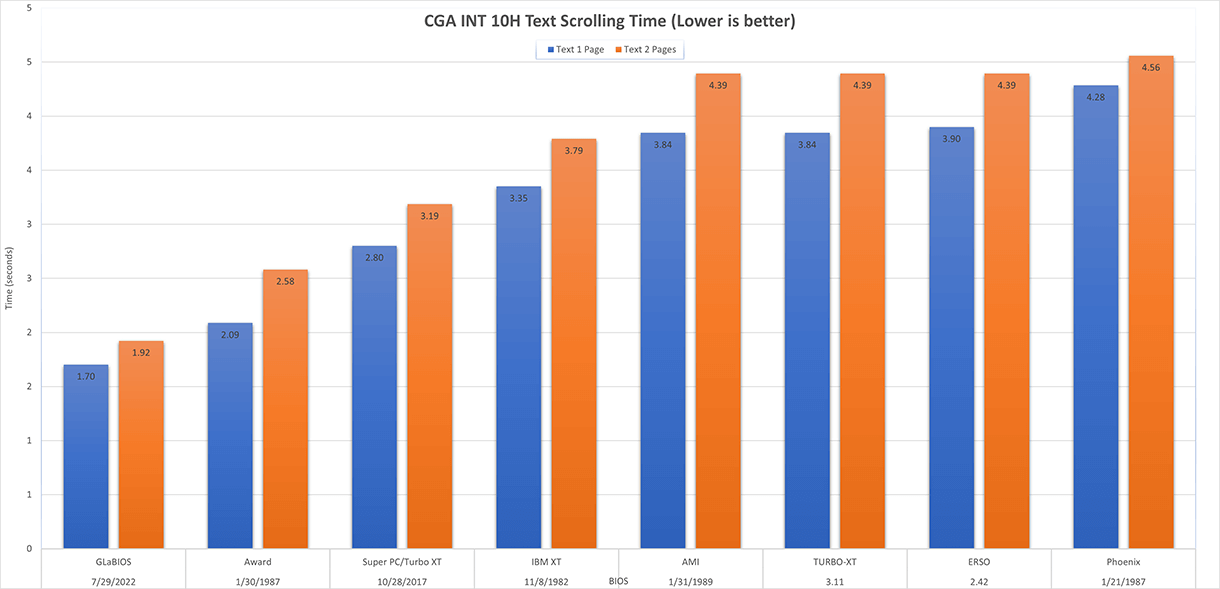 CGA INT 10H Text Scrolling Time (Lower is better)
Text 1 Page Text 2 Pages
Time (seconds)
5
5
4
4
3
3
2
2
1
1
0
1.70 1.92 2.09 2.58 2.80 3.19 3.35 3.79 3.84 4.39 3.84 4.39 3.90 4.39 4.28 4.56
GLaBIOS Award Super PC/Turbo XT IBM XT AMI TURBO-XT ERSO Phoenix
7/29/2022 1/30/1987 10/28/2017 11/8/1982 1/31/1989 3.11 2.42 1/21/1987
BIOS